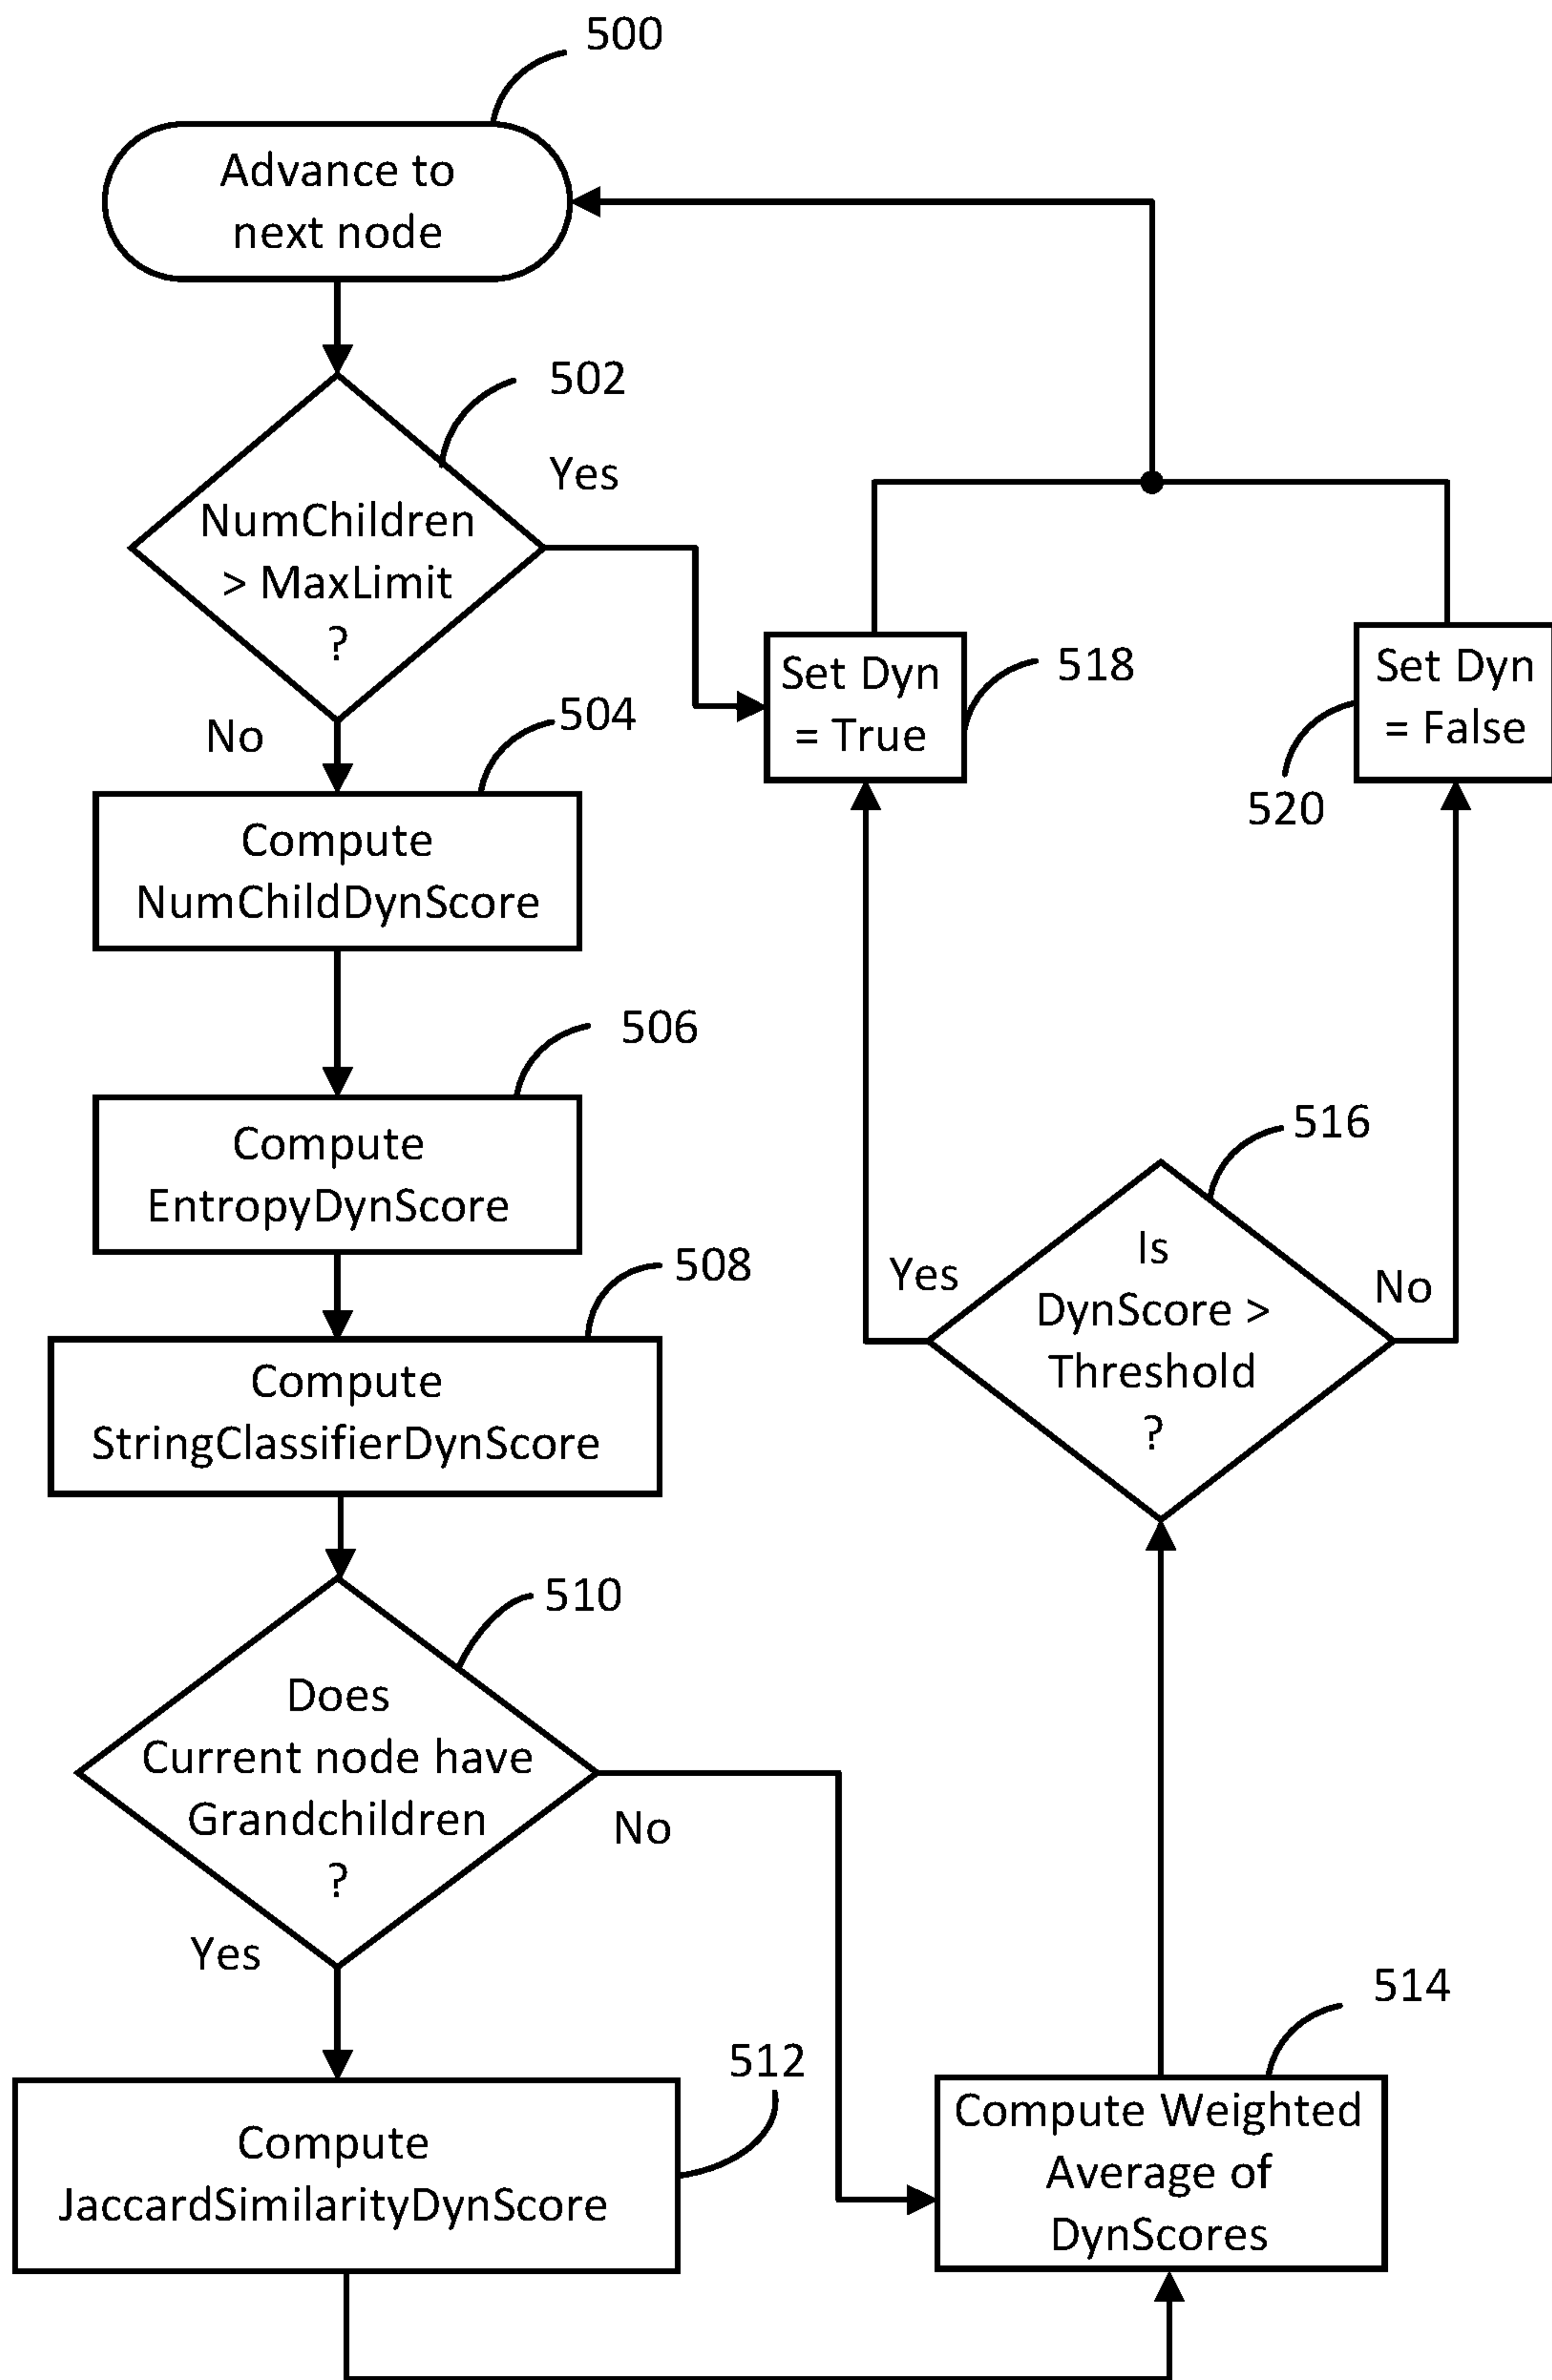 500
Advance to
next node
502
Yes
NumChildren
> MaxLimit
?
No
504
Compute
NumChildDynScore
506
Compute
EntropyDynScore
508
Compute
StringClassifierDynScore
510
Does
Current node have
Grandchildren
?
No
Yes
512
Compute
JaccardSimilarityDynScore
514
Compute Weighted
Average of
DynScores
516
Is
DynScore >
Threshold
?
Yes
No
Set Dyn
= True
518
Set Dyn
= False
520